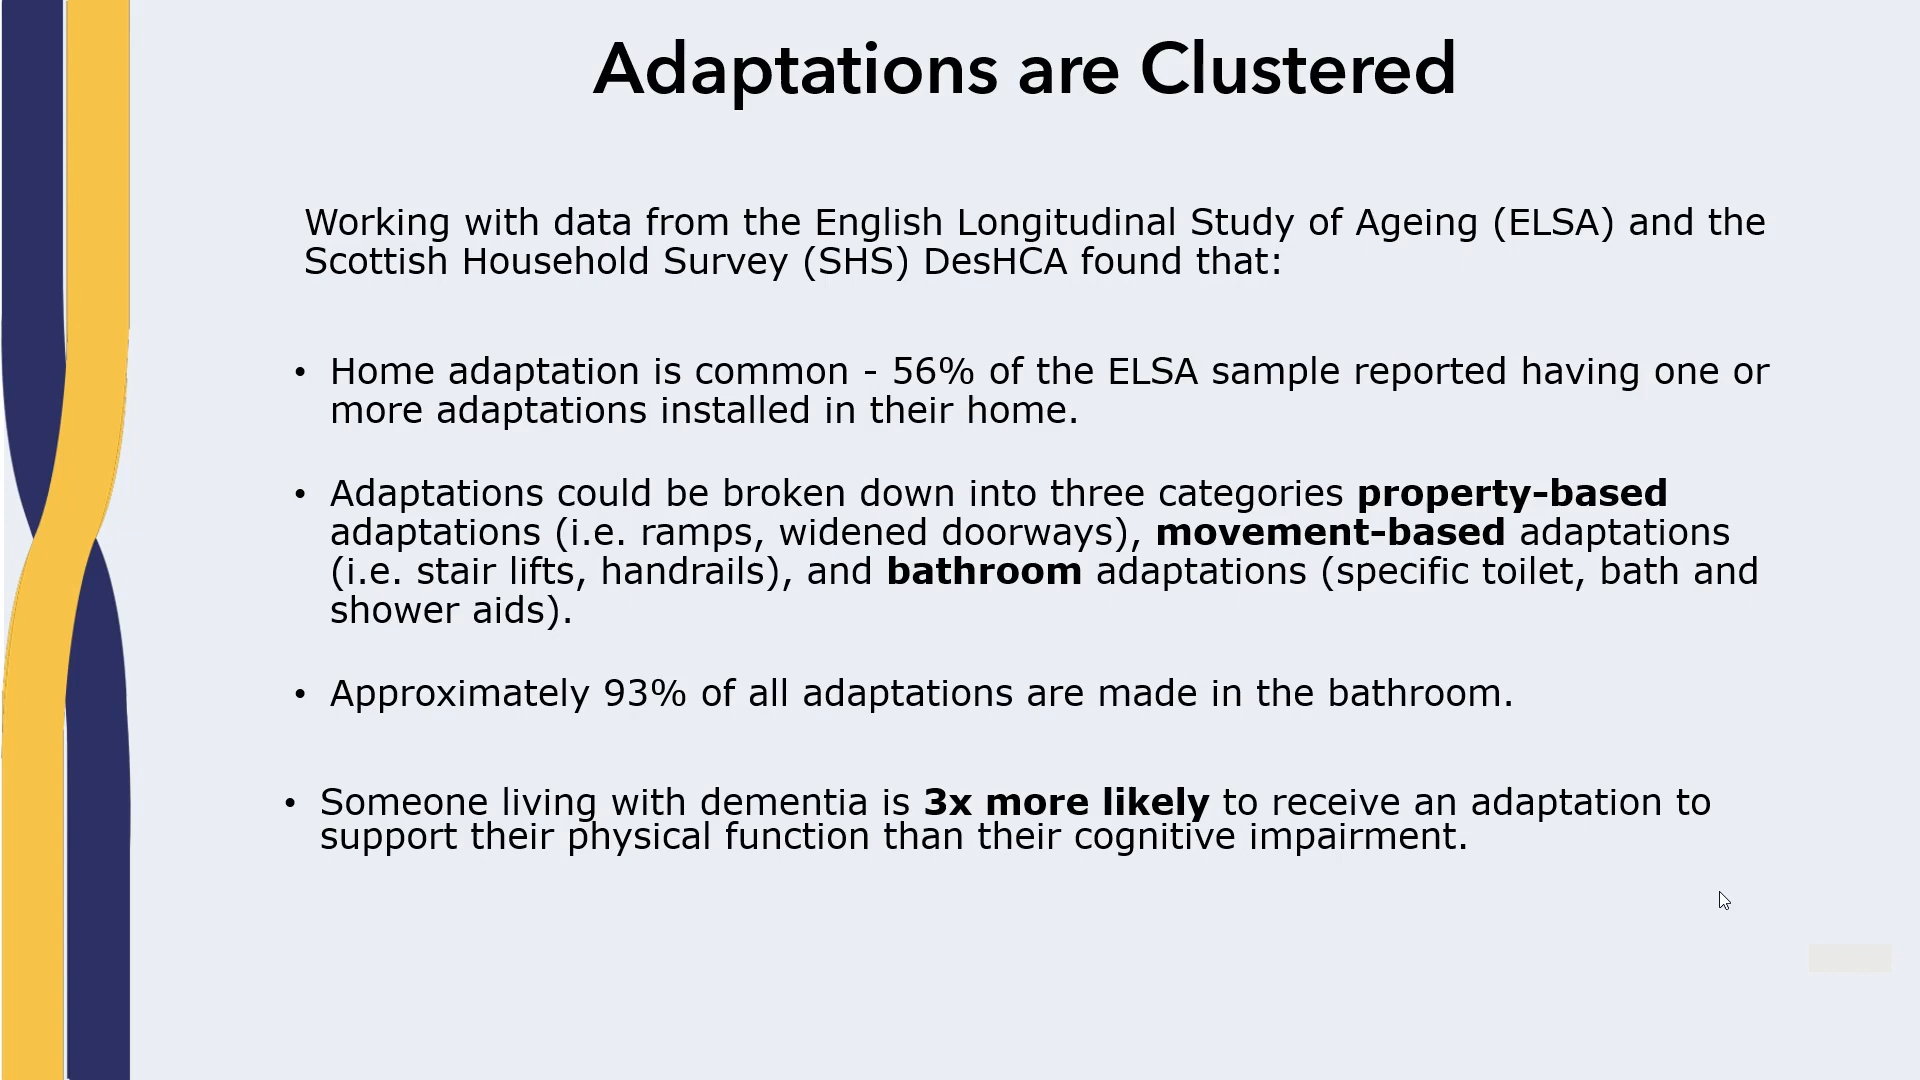 Adaptations are Clustered
Working with data from the English Longitudinal Study of Ageing (ELSA) and the
Scottish Household Survey (SHS) DesHCA found that:
• Home adaptation is common - 56% of the ELSA sample reported having one or
more adaptations installed in their home.
• Adaptations could be broken down into three categories property-based
adaptations (i.e. ramps, widened doorways), movement-based adaptations
(i.e. stair lifts, handrails), and bathroom adaptations (specific toilet, bath and
shower aids).
• Approximately 93% of all adaptations are made in the bathroom.
• Someone living with dementia is 3x more likely to receive an adaptation to
support their physical function than their cognitive impairment.